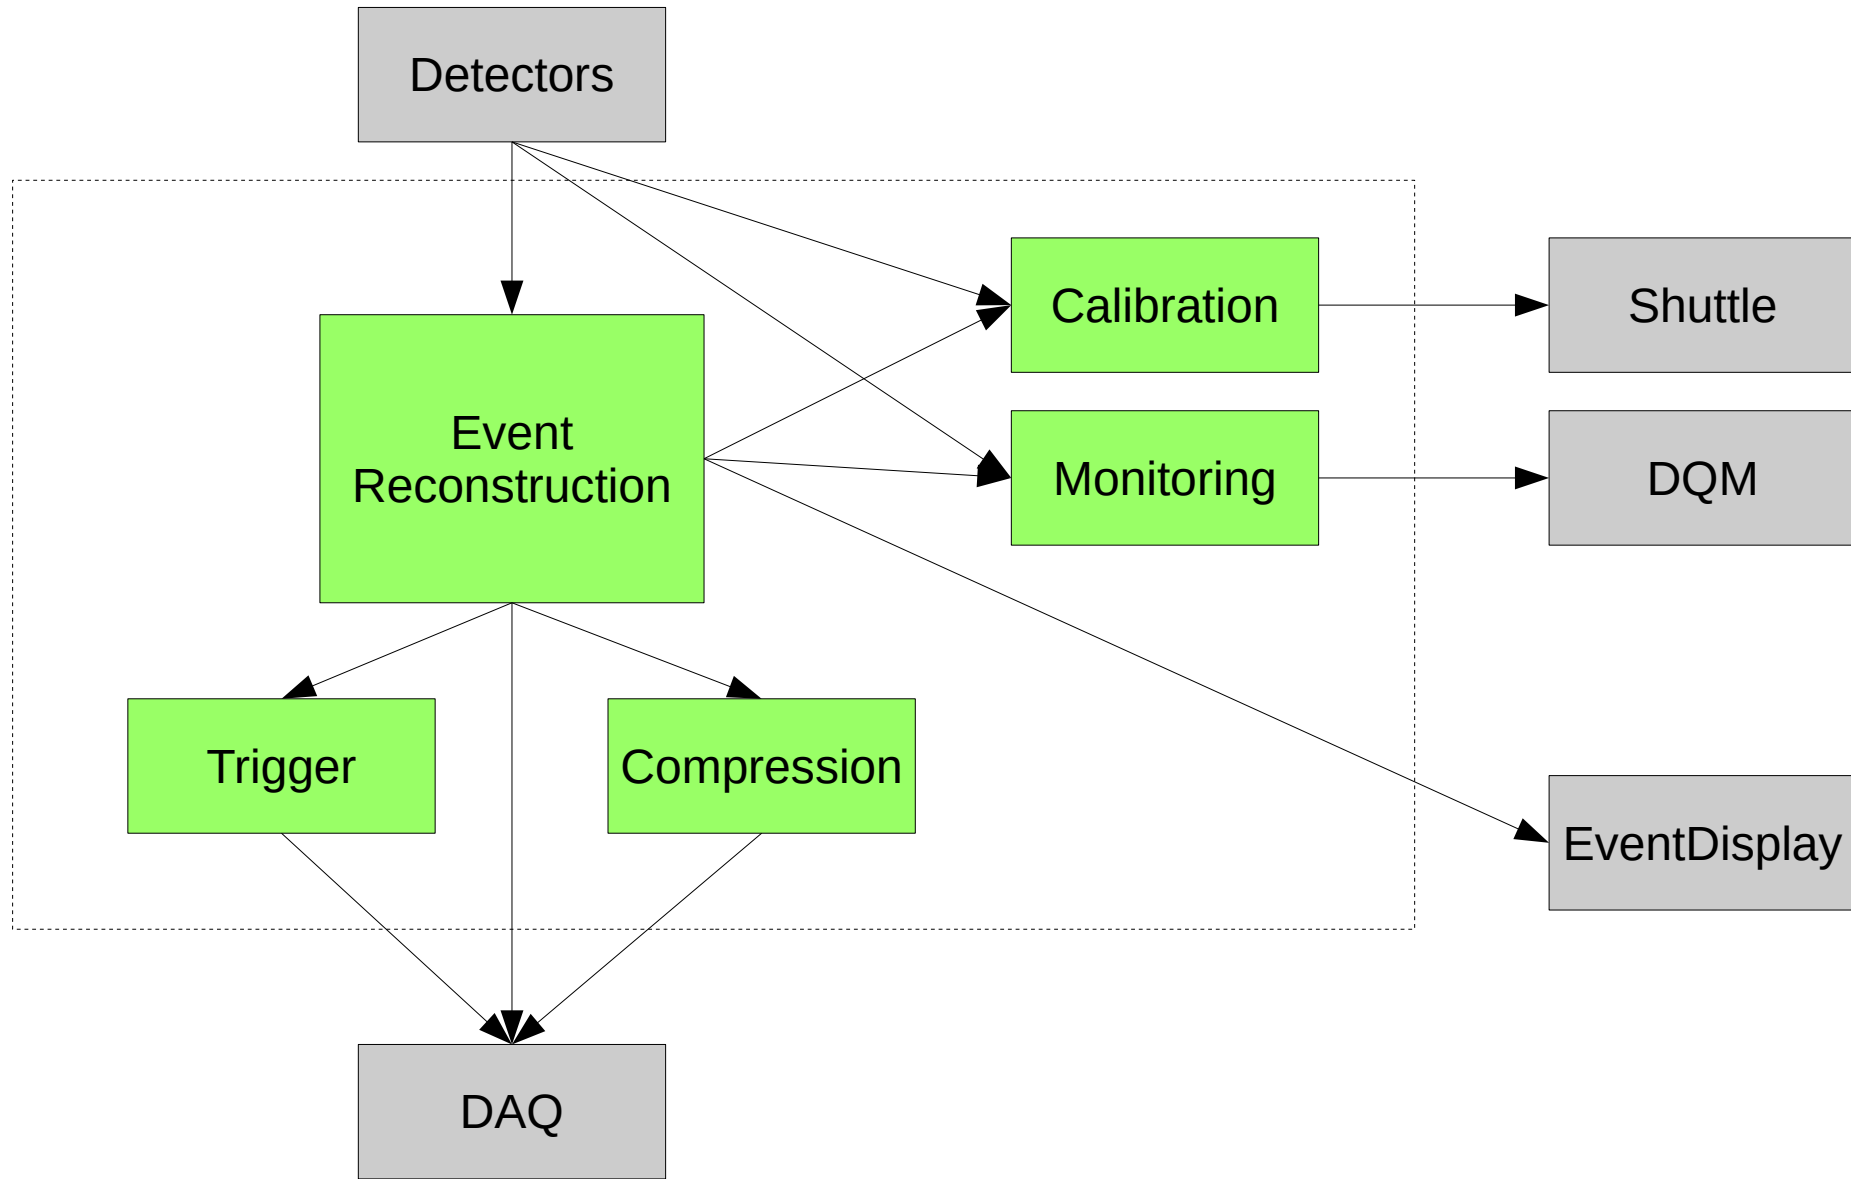 Detectors
Calibration
Shuttle
Event
Reconstruction
Monitoring
DQM
Trigger
Compression
EventDisplay
DAQ